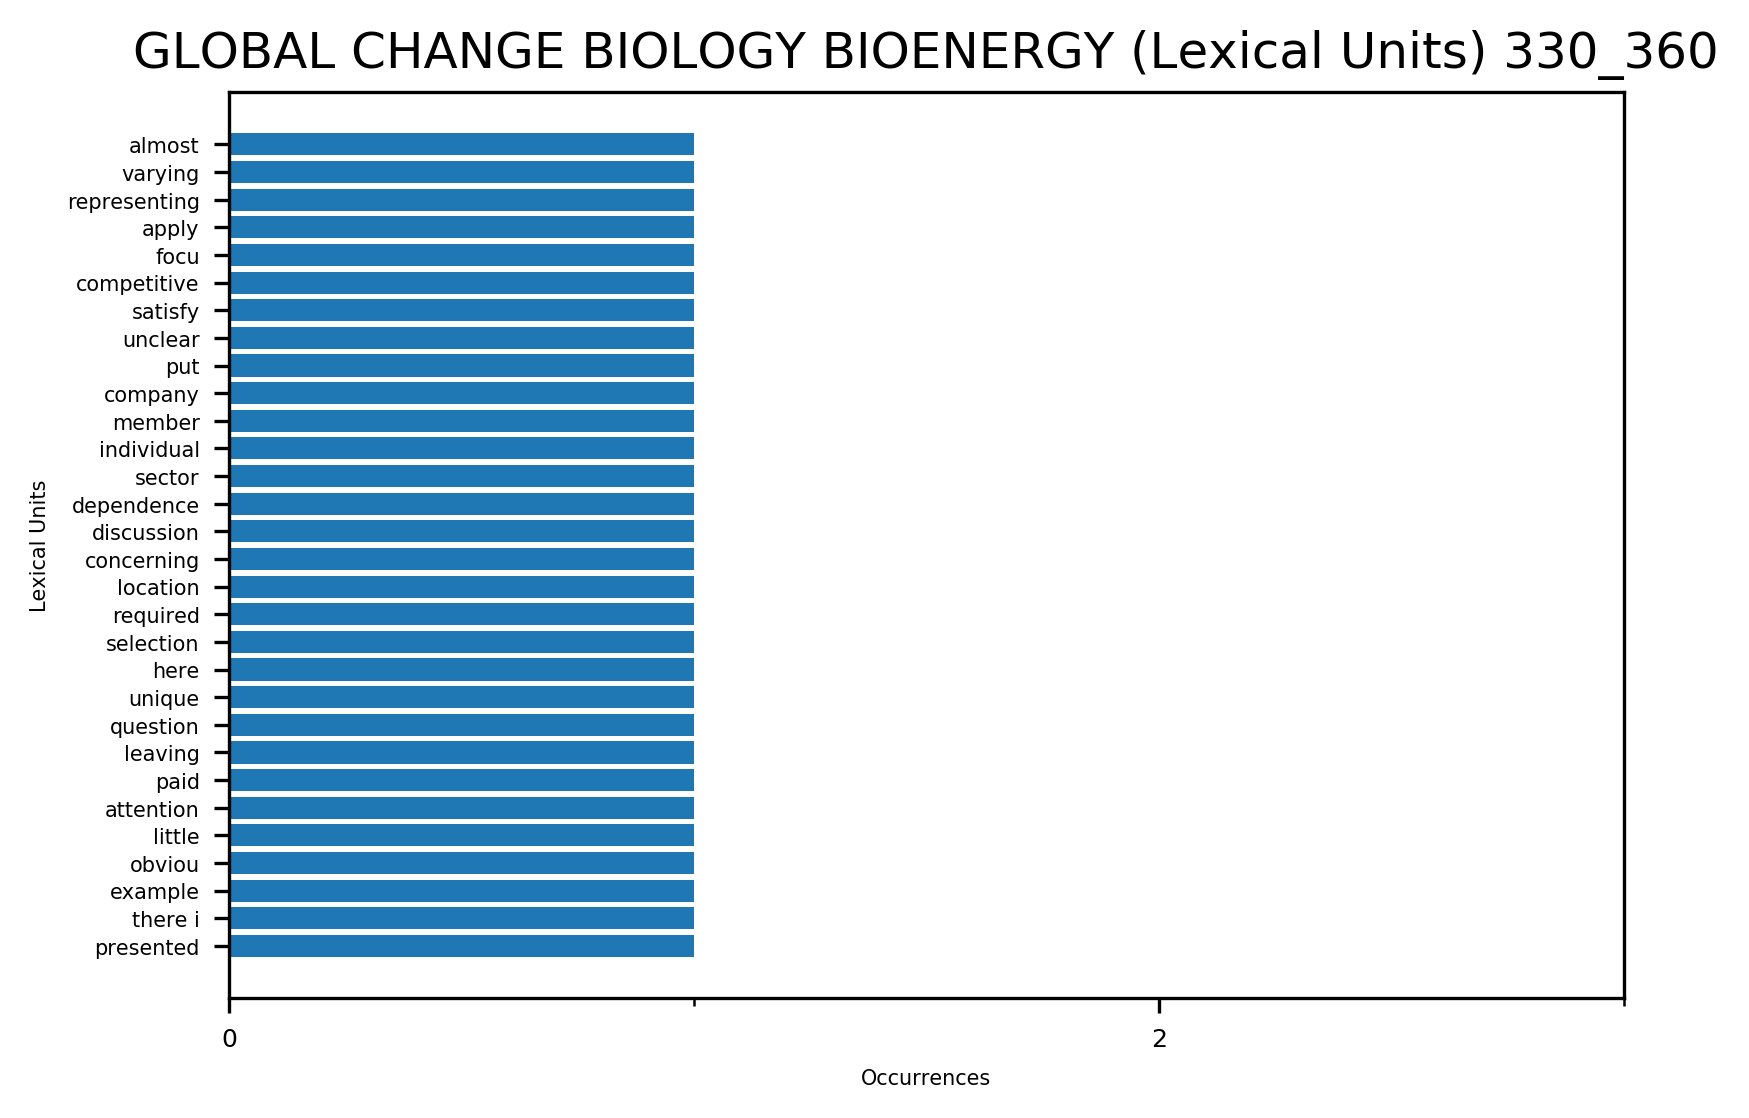 GLOBAL CHANGE BIOLOGY BIOENERGY (Lexical Units) 330_360
almost
varying
representing
apply
focu
competitive
satisfy
unclear
put
company
member
individual
sector
dependence
discussion
concerning
location
required
selection
here
unique
question
leaving
paid
attention
little
obviou
example
there i
presented
Lexical Units
0 2
Occurrences